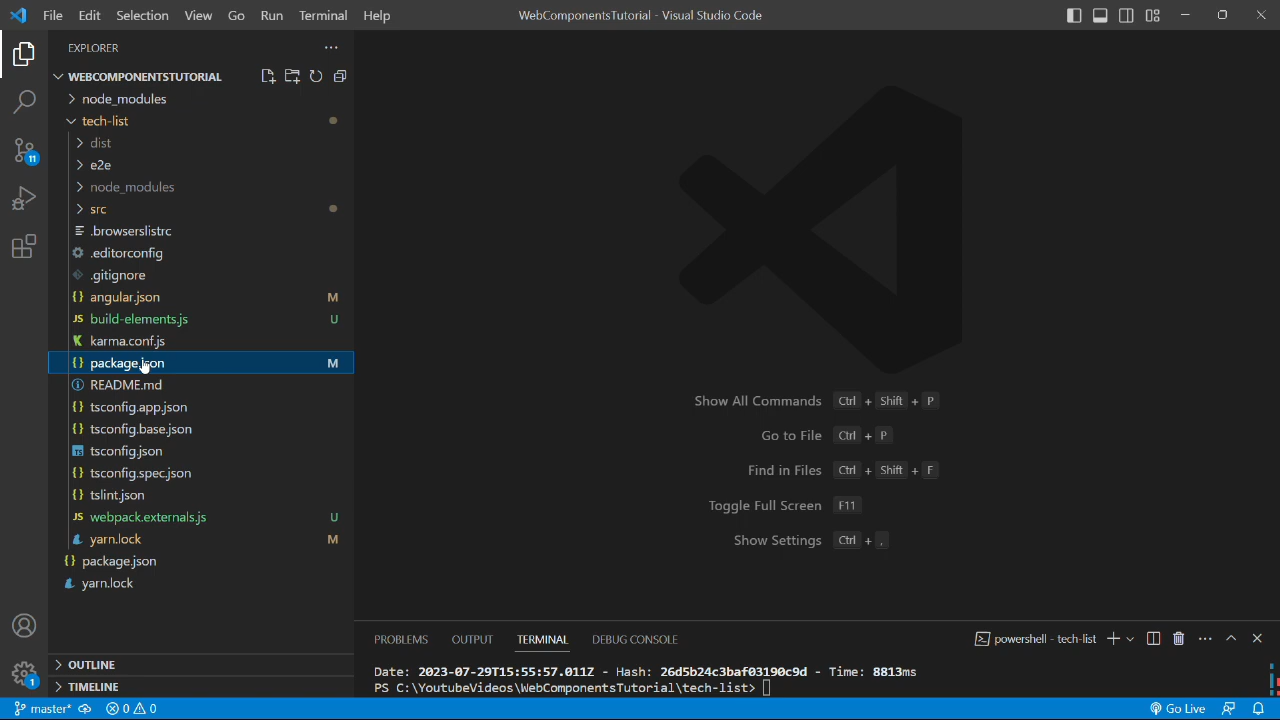 File Edit Selection View Go Run Terminal Help WebComponentsTutorial - Visual Studio Code
EXPLORER
WEBCOMPONENTSTUTORIAL
node_modules
tech-list
dist
e2e
node_modules
src
.browserslistrc
.editorconfig
.gitignore
{} angular.json M
JS build-elements.js U
karma.conf.js
{} package.json M
README.md
{} tsconfig.app.json
{} tsconfig.base.json
TS tsconfig.json
{} tsconfig.spec.json
{} tslint.json
JS webpack.externals.js U
yarn.lock M
{} package.json
yarn.lock
OUTLINE
TIMELINE
11
1
Show All Commands Ctrl + Shift + P
Go to File Ctrl + P
Find in Files Ctrl + Shift + F
Toggle Full Screen F11
Show Settings Ctrl + ,
PROBLEMS OUTPUT TERMINAL DEBUG CONSOLE powershell - tech-list
Date: 2023-07-29T15:55:57.011Z - Hash: 26d5b24c3baf03190c9d - Time: 8813ms
PS C:\YoutubeVideos\WebComponentsTutorial\tech-list>
master* 0 0 Go Live